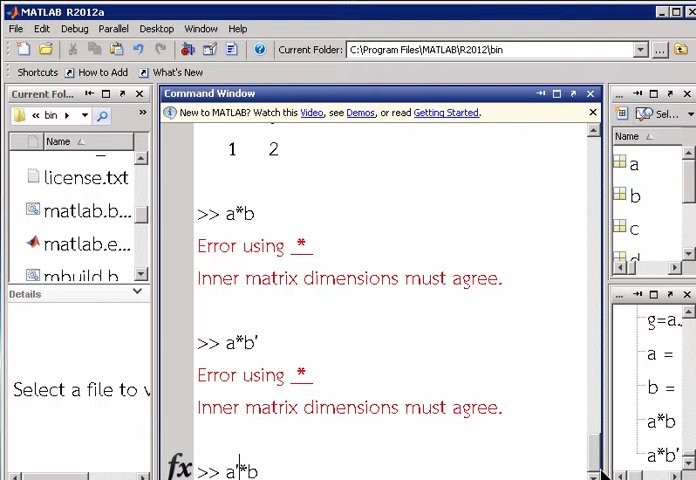 MATLAB R2012a
File Edit Debug Parallel Desktop Window Help
Current Folder: C:\Program Files\MATLAB\R2012\bin
Shortcuts How to Add What's New
Current Fol...
Command Window
« bin
New to MATLAB? Watch this Video, see Demos, or read Getting Started.
Sel...
Name
Name
license.txt
matlab.b...
matlab.e...
mbuild.b...
1 2
>> a*b
Error using *
Inner matrix dimensions must agree.
>> a*b'
Error using *
Inner matrix dimensions must agree.
fx >> a'*b
a
b
c
d
Details
Select a file to v
g=a.
a =
b =
a*b
a*b'